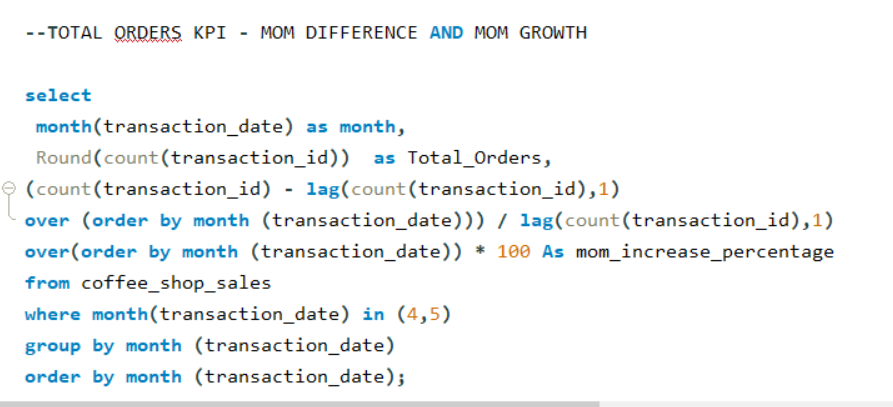 --TOTAL ORDERS KPI - MOM DIFFERENCE AND MOM GROWTH
select
month(transaction_date) as month,
Round(count(transaction_id))  as Total_Orders,
(count(transaction_id) - lag(count(transaction_id),1)
over (order by month (transaction_date))) / lag(count(transaction_id),1)
over(order by month (transaction_date)) * 100 As mom_increase_percentage
from coffee_shop_sales
where month(transaction_date) in (4,5)
group by month (transaction_date)
order by month (transaction_date);